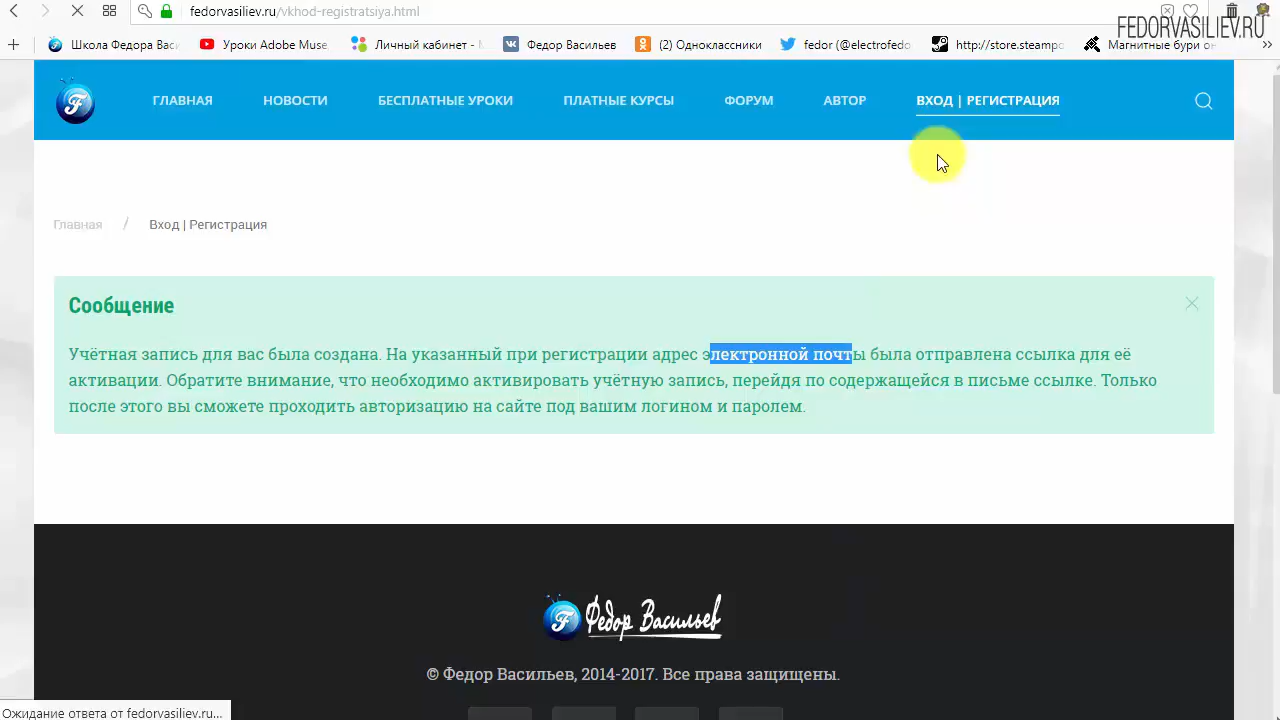 fedorvasiliev.ru/vkhod-registratsiya.html
FEDORVASILIEV.RU
Школа Федора Васи
Уроки Adobe Muse
Личный кабинет -
Федор Васильев
(2) Одноклассники
fedor (@electrofedo
http://store.steampo
Магнитные бури о
ГЛАВНАЯ
НОВОСТИ
БЕСПЛАТНЫЕ УРОКИ
ПЛАТНЫЕ КУРСЫ
ФОРУМ
АВТОР
ВХОД | РЕГИСТРАЦИЯ
Главная / Вход | Регистрация
Сообщение
Учётная запись для вас была создана. На указанный при регистрации адрес электронной почты была отправлена ссылка для её
активации. Обратите внимание, что необходимо активировать учётную запись, перейдя по содержащейся в письме ссылке. Только
после этого вы сможете проходить авторизацию на сайте под вашим логином и паролем.
Федор Васильев
© Федор Васильев, 2014-2017. Все права защищены.
Ожидание ответа от fedorvasiliev.ru...